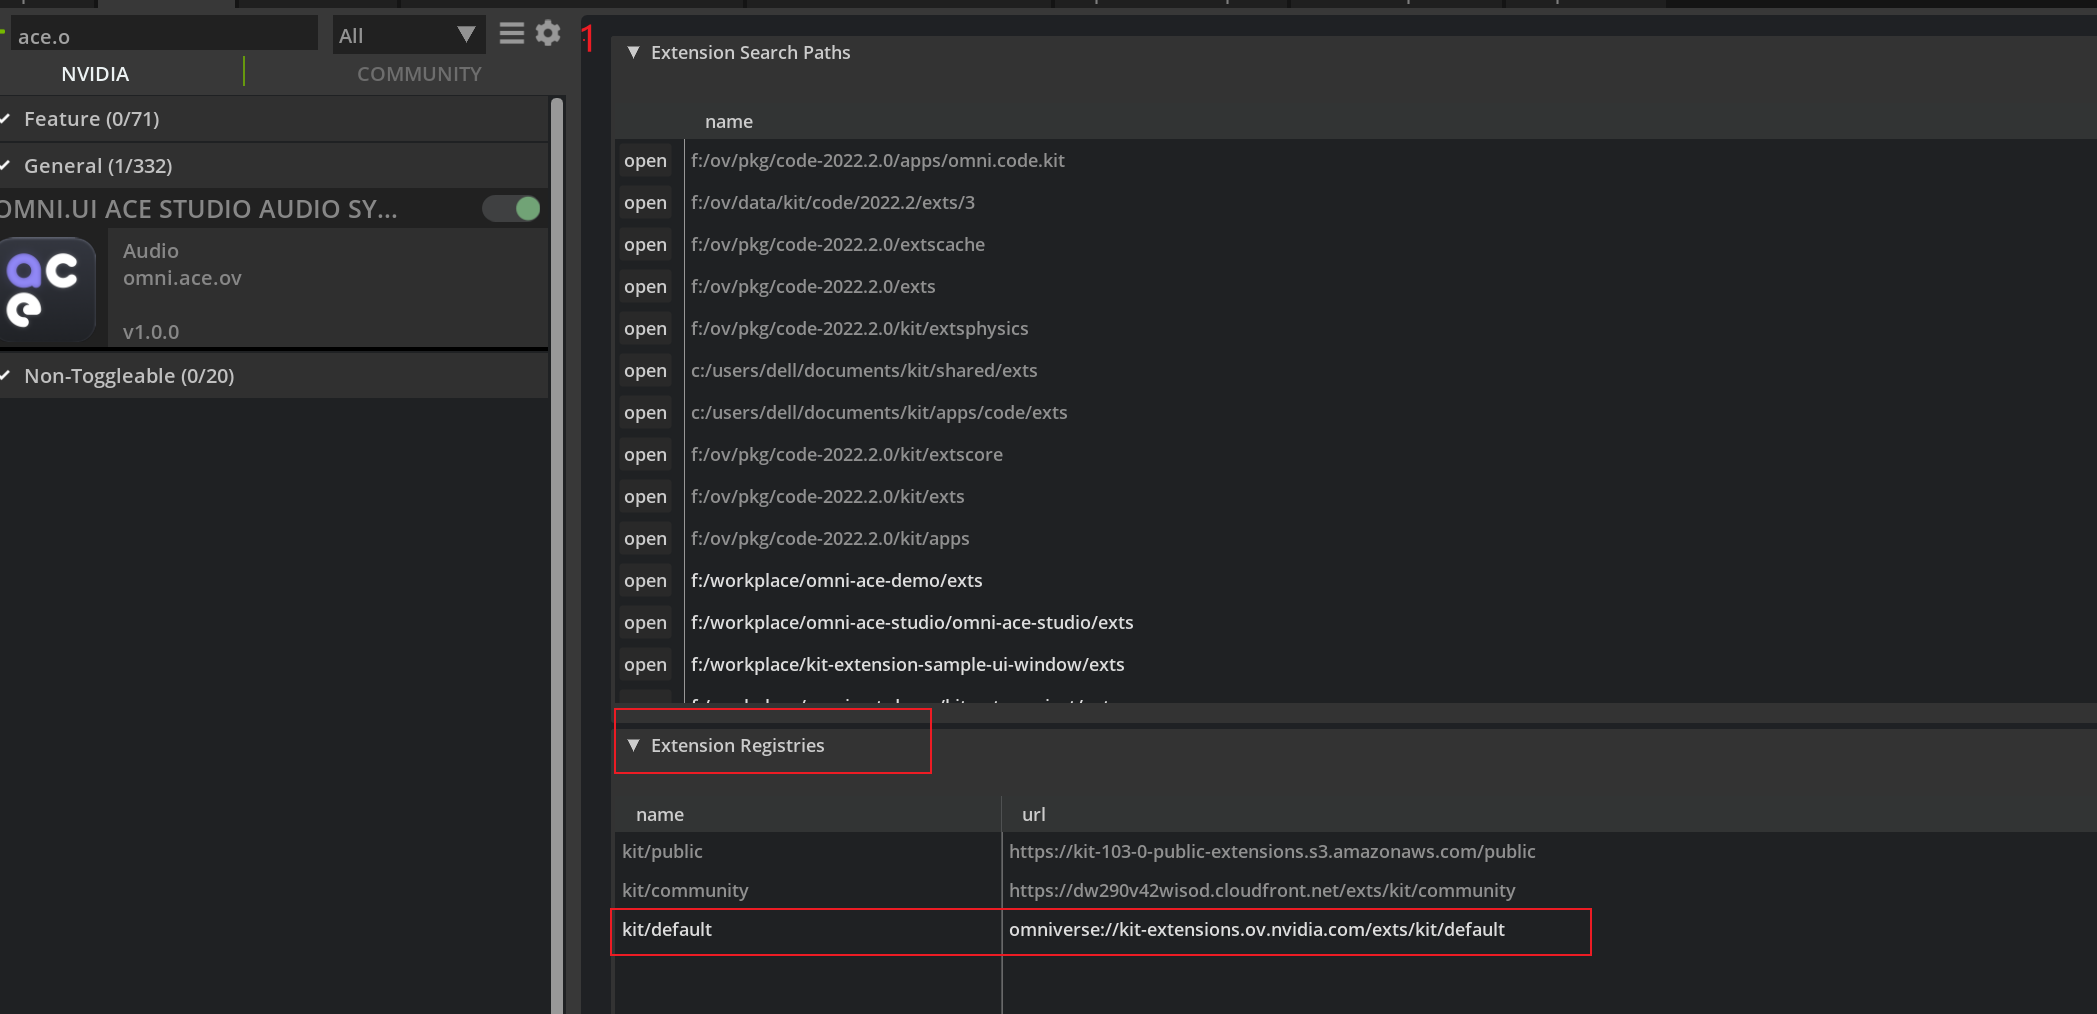 ace.o
All
1
NVIDIA
COMMUNITY
Feature (0/71)
General (1/332)
OMNI.UI ACE STUDIO AUDIO SY...
ace
Audio
omni.ace.ov
v1.0.0
Non-Toggleable (0/20)
Extension Search Paths
name
open f:/ov/pkg/code-2022.2.0/apps/omni.code.kit
open f:/ov/data/kit/code/2022.2/exts/3
open f:/ov/pkg/code-2022.2.0/extscache
open f:/ov/pkg/code-2022.2.0/exts
open f:/ov/pkg/code-2022.2.0/kit/extsphysics
open c:/users/dell/documents/kit/shared/exts
open c:/users/dell/documents/kit/apps/code/exts
open f:/ov/pkg/code-2022.2.0/kit/extscore
open f:/ov/pkg/code-2022.2.0/kit/exts
open f:/ov/pkg/code-2022.2.0/kit/apps
open f:/workplace/omni-ace-demo/exts
open f:/workplace/omni-ace-studio/omni-ace-studio/exts
open f:/workplace/kit-extension-sample-ui-window/exts
Extension Registries
name url
kit/public https://kit-103-0-public-extensions.s3.amazonaws.com/public
kit/community https://dw290v42wisod.cloudfront.net/exts/kit/community
kit/default omniverse://kit-extensions.ov.nvidia.com/exts/kit/default